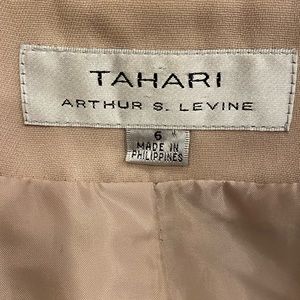 TAHARI
ARTHUR S. LEVINE
6
MADE IN
PHILIPPINES